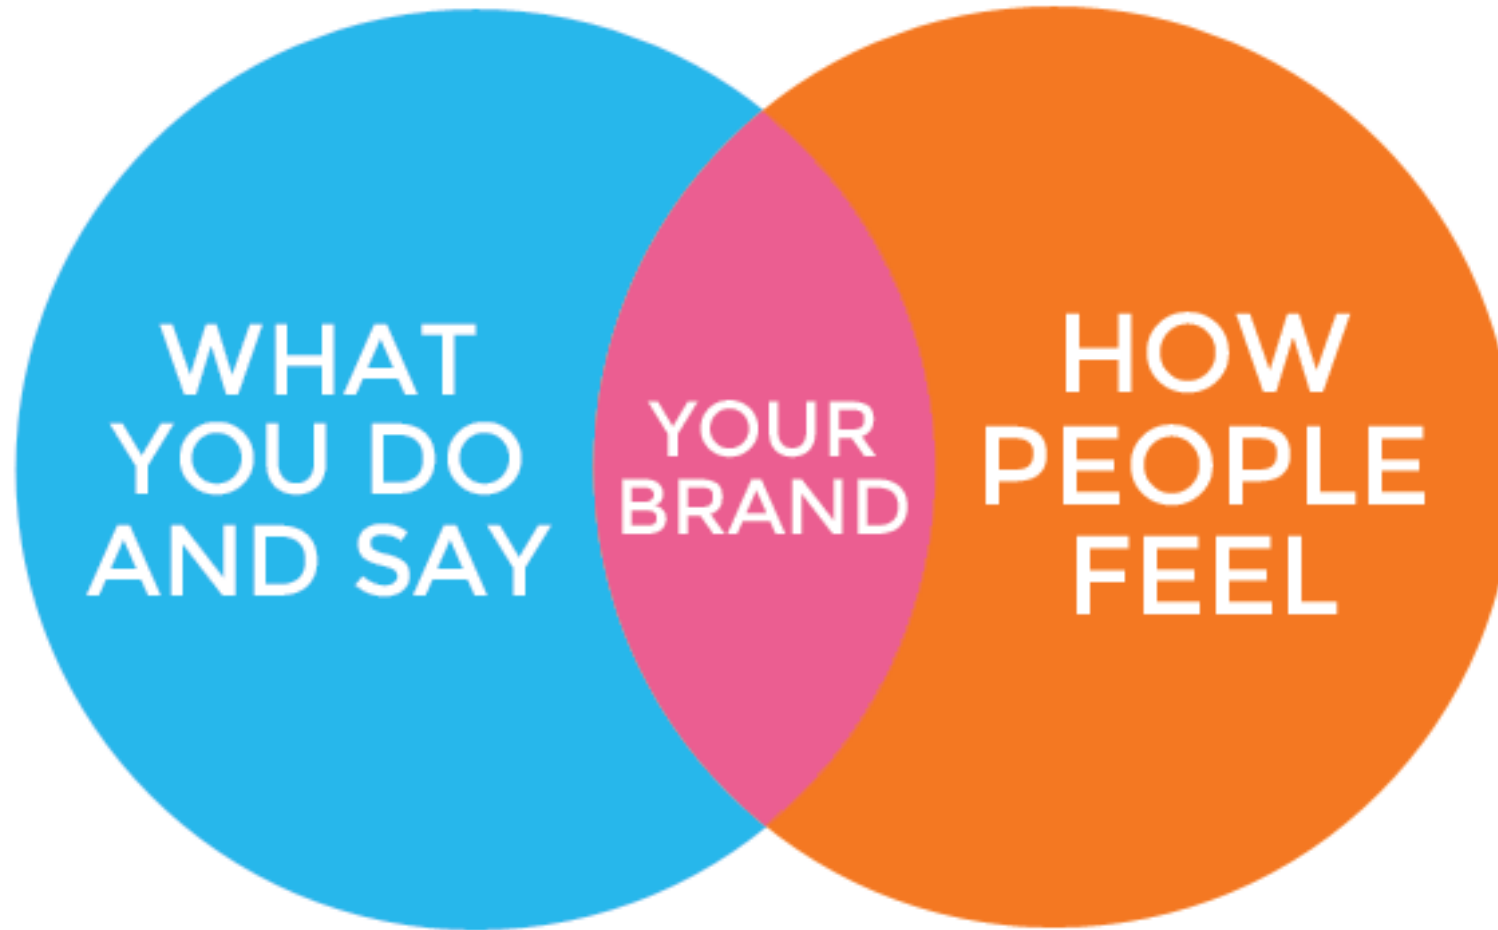 WHAT
YOU DO
AND SAY
YOUR
BRAND
HOW
PEOPLE
FEEL